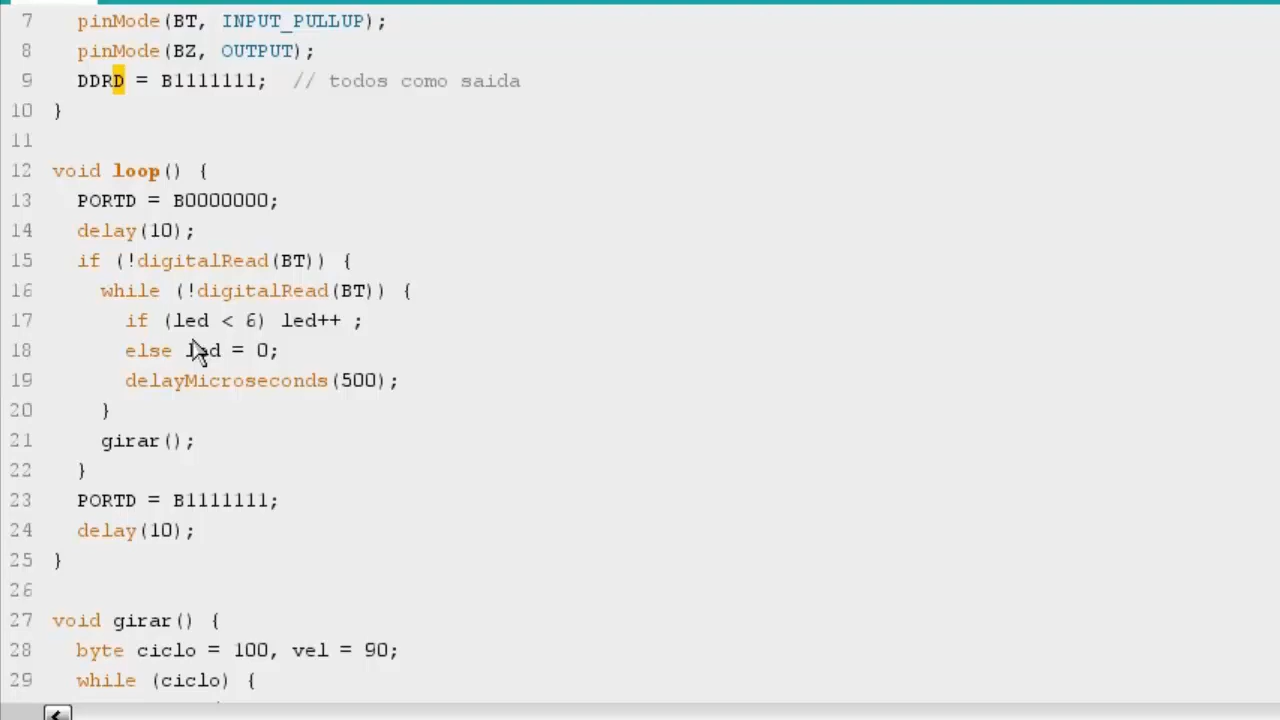 7 pinMode(BT, INPUT_PULLUP);
8 pinMode(BZ, OUTPUT);
9 DDRD = B1111111; // todos como saida
10 }
11
12 void loop() {
13 PORTD = B0000000;
14 delay(10);
15 if (!digitalRead(BT)) {
16 while (!digitalRead(BT)) {
17 if (led < 6) led++ ;
18 else led = 0;
19 delayMicroseconds(500);
20 }
21 girar();
22 }
23 PORTD = B1111111;
24 delay(10);
25 }
26
27 void girar() {
28 byte ciclo = 100, vel = 90;
29 while (ciclo) {